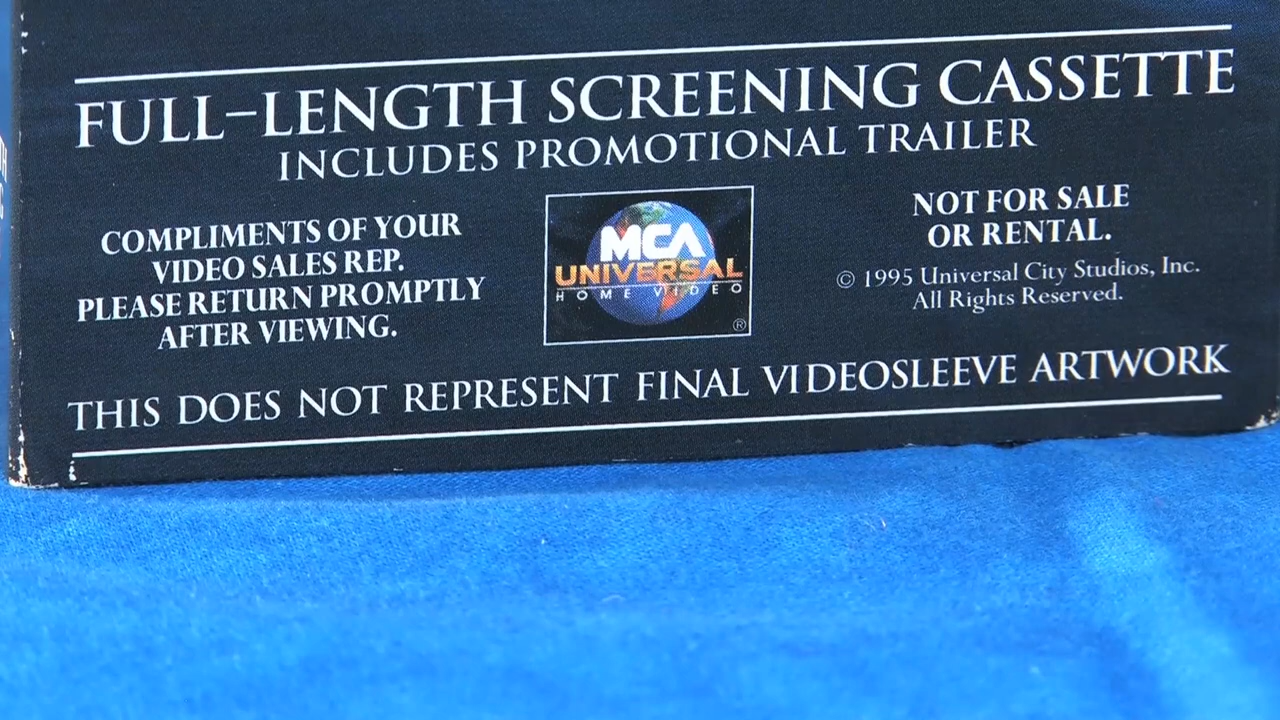 FULL-LENGTH SCREENING CASSETTE
INCLUDES PROMOTIONAL TRAILER
COMPLIMENTS OF YOUR
VIDEO SALES REP.
PLEASE RETURN PROMPTLY
AFTER VIEWING.
MCA
UNIVERSAL
HOME VIDEO
®
NOT FOR SALE
OR RENTAL.
© 1995 Universal City Studios, Inc.
All Rights Reserved.
THIS DOES NOT REPRESENT FINAL VIDEOSLEEVE ARTWORK